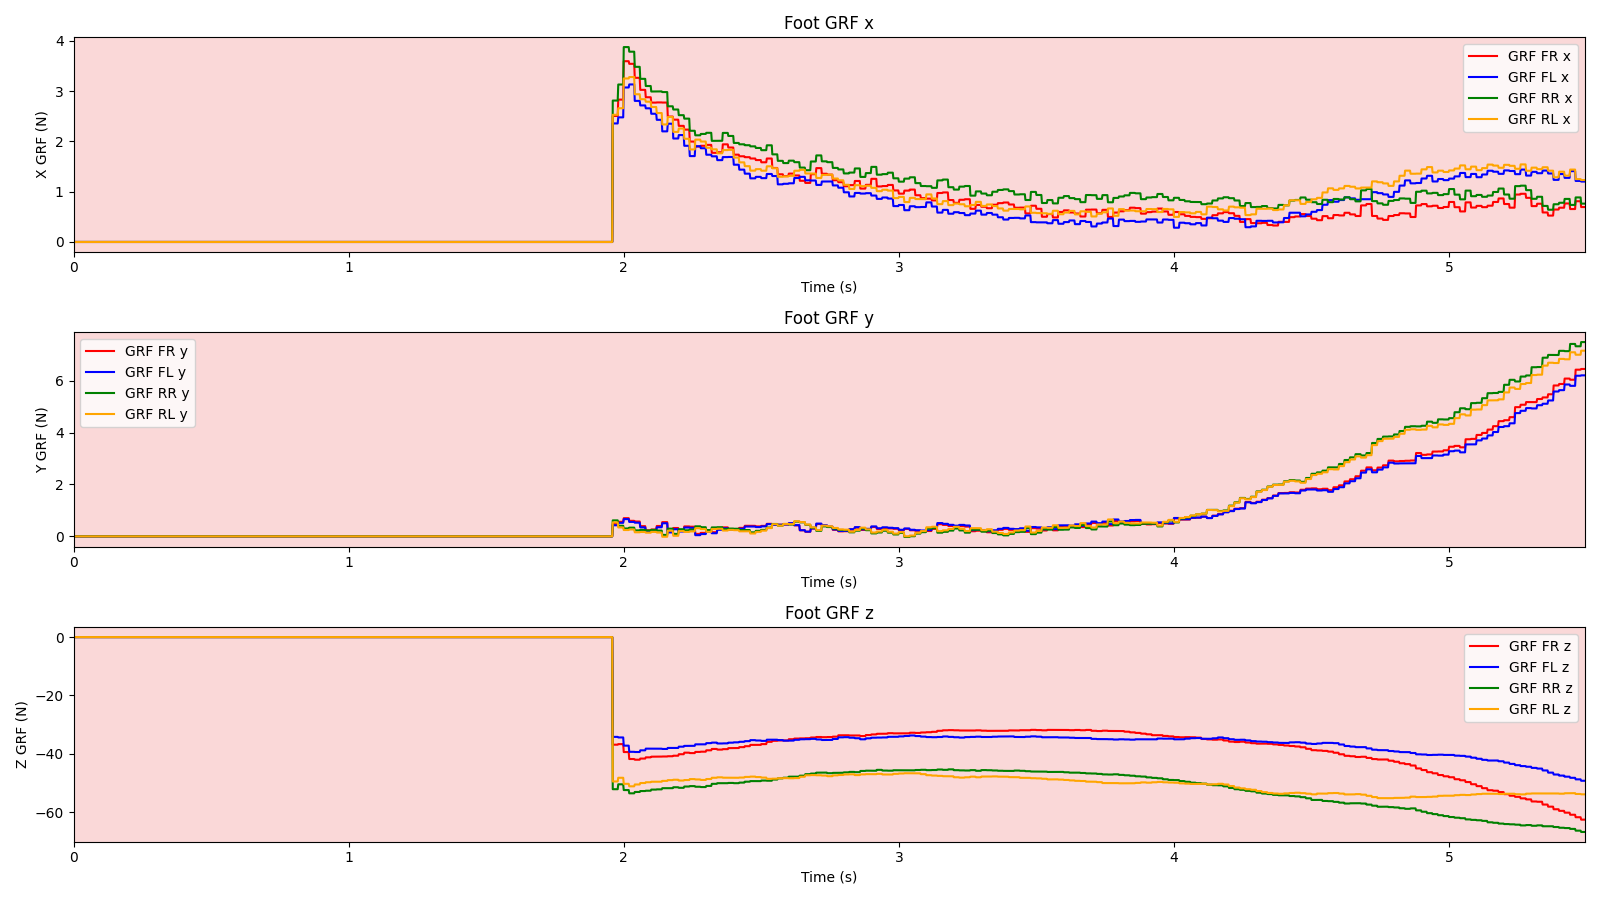 Foot GRF x
4
3
2
1
0
X GRF (N)
GRF FR x
GRF FL x
GRF RR x
GRF RL x
0 1 2 3 4 5
Time (s)
Foot GRF y
6
4
2
0
Y GRF (N)
GRF FR y
GRF FL y
GRF RR y
GRF RL y
0 1 2 3 4 5
Time (s)
Foot GRF z
0
−20
−40
−60
Z GRF (N)
GRF FR z
GRF FL z
GRF RR z
GRF RL z
0 1 2 3 4 5
Time (s)